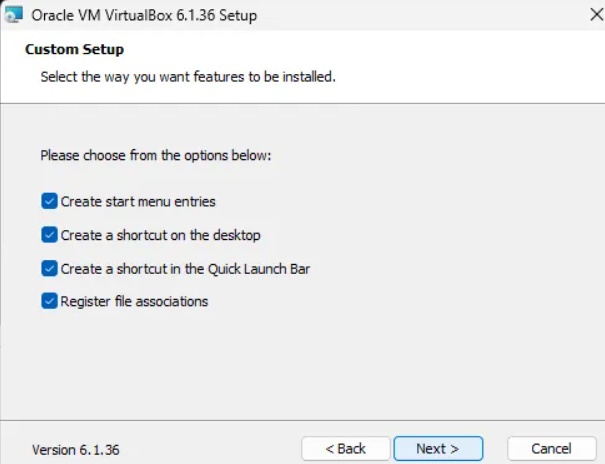 Oracle VM VirtualBox 6.1.36 Setup
Custom Setup
Select the way you want features to be installed.
Please choose from the options below:
Create start menu entries
Create a shortcut on the desktop
Create a shortcut in the Quick Launch Bar
Register file associations
Version 6.1.36
< Back
Next >
Cancel